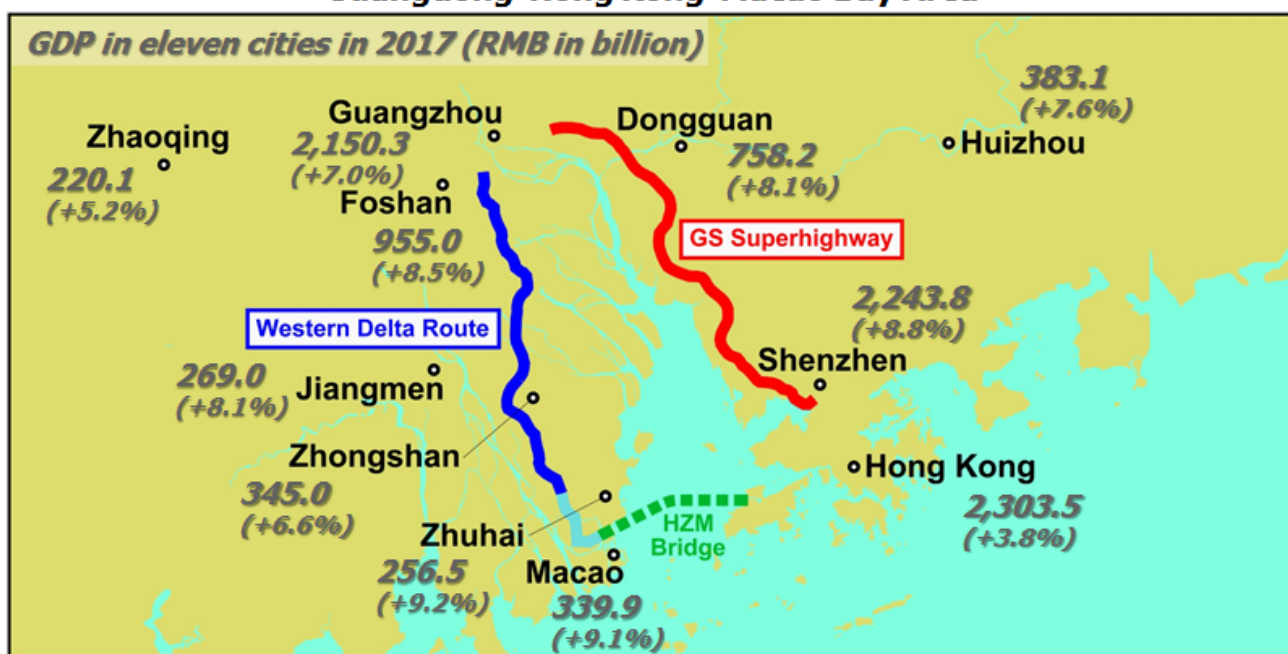 GDP in eleven cities in 2017 (RMB in billion)
383.1
(+7.6%)
Huizhou
Guangzhou
2,150.3
(+7.0%)
Dongguan
758.2
(+8.1%)
Zhaoqing
220.1
(+5.2%)
Foshan
955.0
(+8.5%)
GS Superhighway
Western Delta Route
2,243.8
(+8.8%)
Shenzhen
269.0
(+8.1%)
Jiangmen
Zhongshan
345.0
(+6.6%)
Hong Kong
2,303.5
(+3.8%)
Zhuhai
256.5
(+9.2%)
HZM
Bridge
Macao
339.9
(+9.1%)